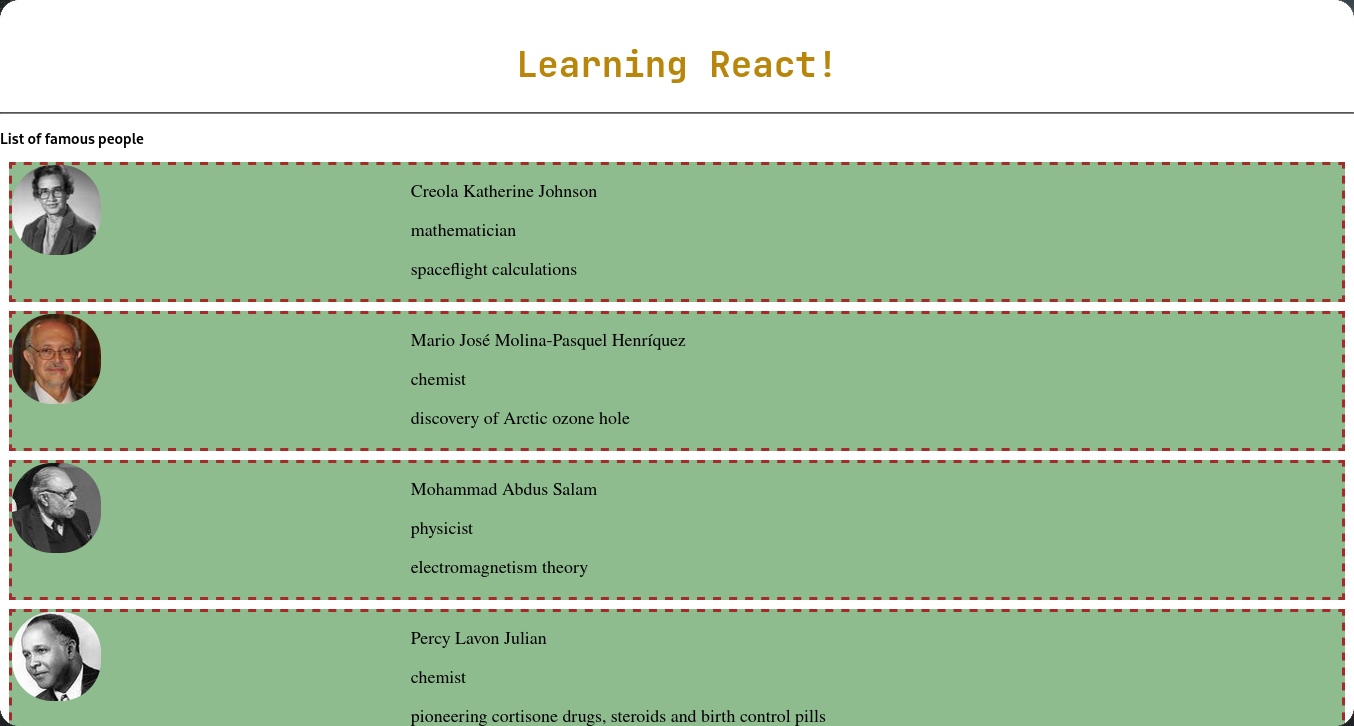 Learning React!
List of famous people
Creola Katherine Johnson
mathematician
spaceflight calculations
Mario José Molina-Pasquel Henríquez
chemist
discovery of Arctic ozone hole
Mohammad Abdus Salam
physicist
electromagnetism theory
Percy Lavon Julian
chemist
pioneering cortisone drugs, steroids and birth control pills